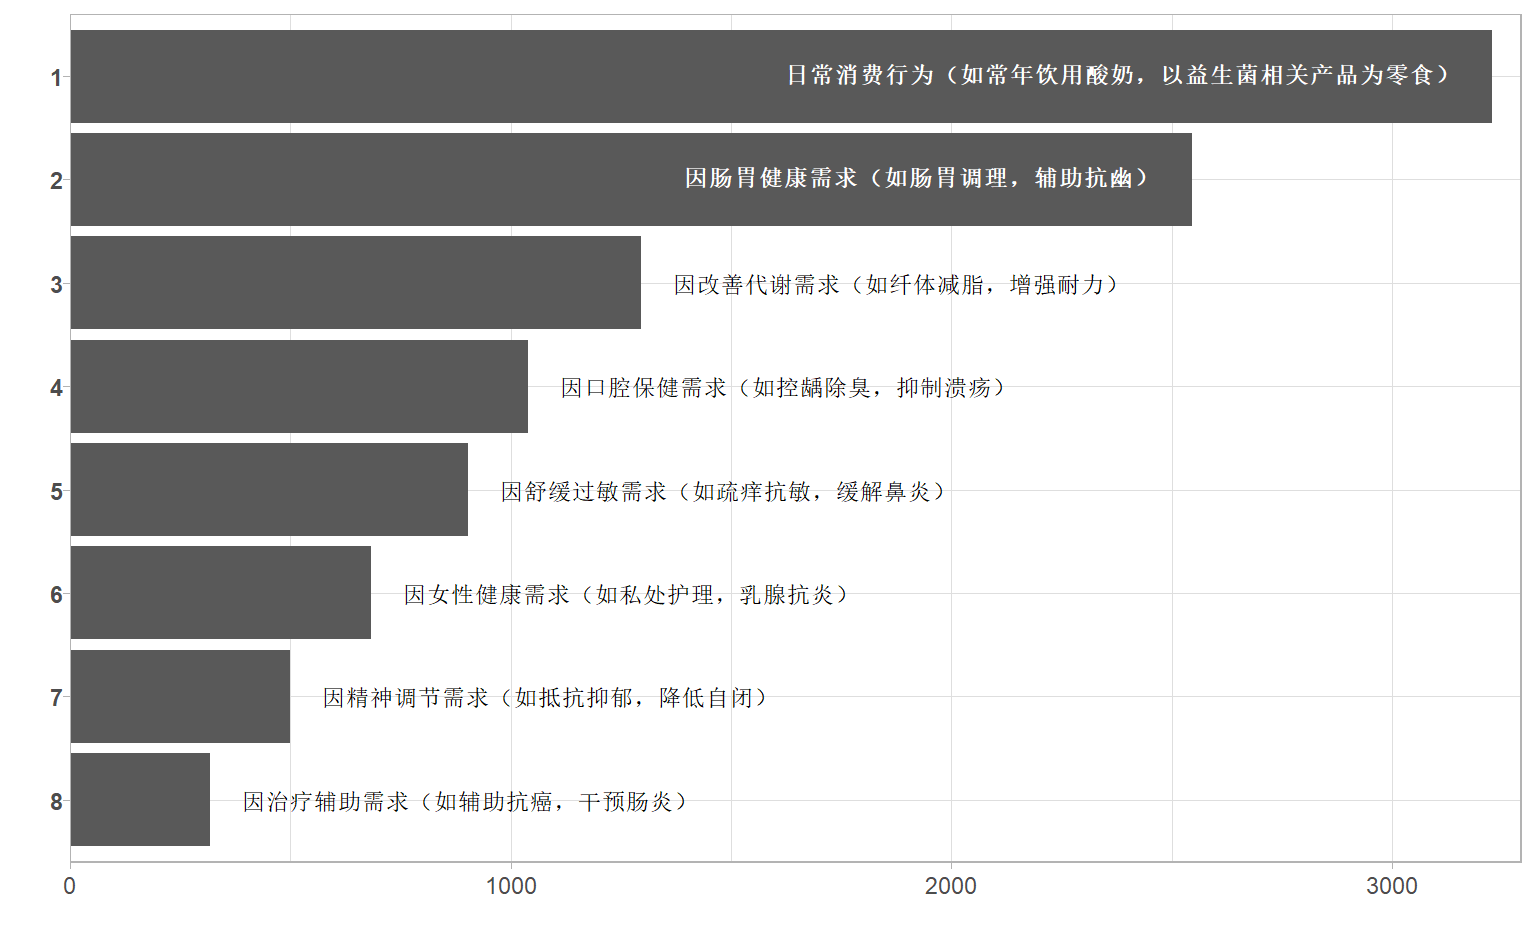 1 日常消费行为（如常年饮用酸奶，以益生菌相关产品为零食）
2 因肠胃健康需求（如肠胃调理，辅助抗幽）
3 因改善代谢需求（如纤体减脂，增强耐力）
4 因口腔保健需求（如控龋除臭，抑制溃疡）
5 因舒缓过敏需求（如疏痒抗敏，缓解鼻炎）
6 因女性健康需求（如私处护理，乳腺抗炎）
7 因精神调节需求（如抵抗抑郁，降低自闭）
8 因治疗辅助需求（如辅助抗癌，干预肠炎）
0 1000 2000 3000